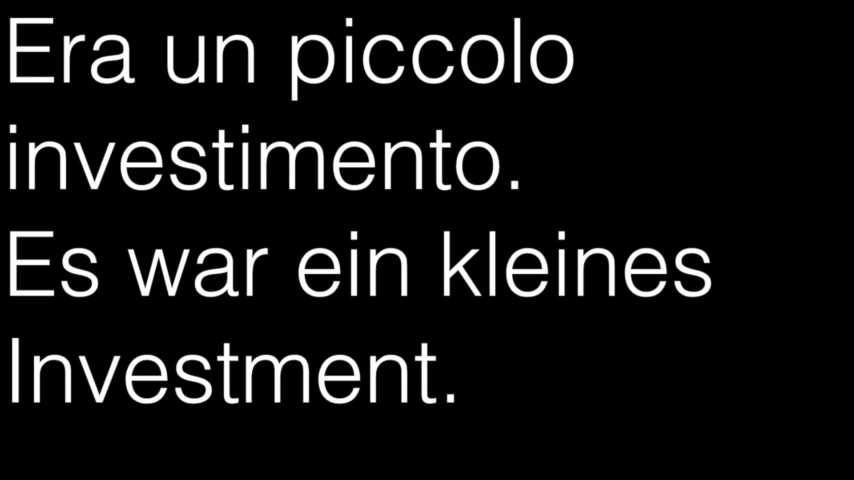 Era un piccolo
investimento.
Es war ein kleines
Investment.